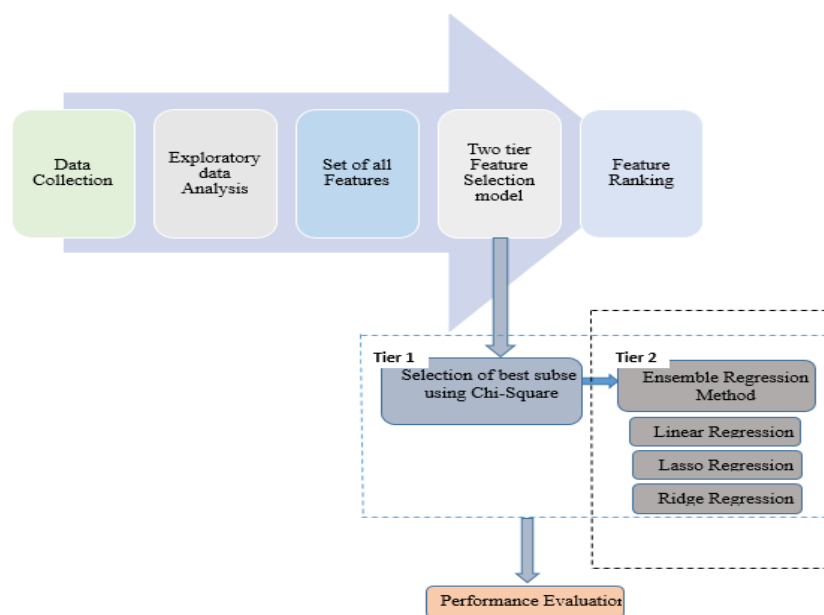 Data
Collection
Exploratory
data
Analysis
Set of all
Features
Two tier
Feature
Selection
model
Feature
Ranking
Tier 1
Selection of best subse
using Chi-Square
Tier 2
Ensemble Regression
Method
Linear Regression
Lasso Regression
Ridge Regression
Performance Evaluation